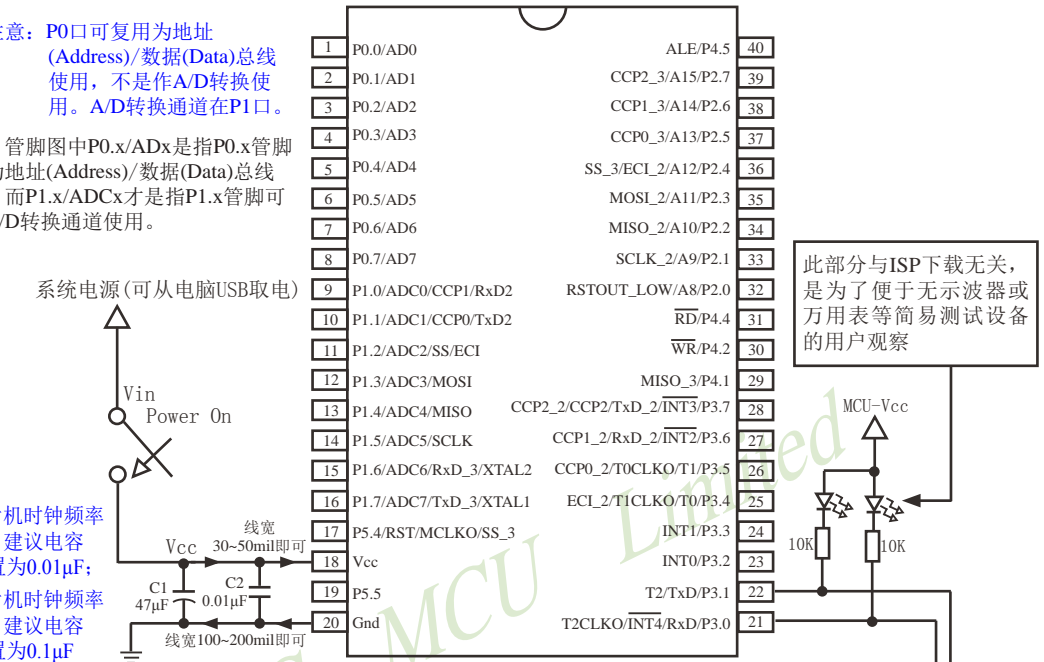 意：P0口可复用为地址
(Address)/数据(Data)总线
使用，不是作A/D转换使
用。A/D转换通道在P1口。
管脚图中P0.x/ADx是指P0.x管脚
地址(Address)/数据(Data)总线
而P1.x/ADCx才是指P1.x管脚可
/D转换通道使用。
系统电源(可从电脑USB取电)
Vin
Power On
机时钟频率
建议电容
置为0.01μF；
机时钟频率
建议电容
置为0.1μF
Vcc
线宽
30~50mil即可
C1
47μF
C2
0.01μF
线宽100~200mil即可
1 P0.0/AD0
2 P0.1/AD1
3 P0.2/AD2
4 P0.3/AD3
5 P0.4/AD4
6 P0.5/AD5
7 P0.6/AD6
8 P0.7/AD7
9 P1.0/ADC0/CCP1/RxD2
10 P1.1/ADC1/CCP0/TxD2
11 P1.2/ADC2/SS/ECI
12 P1.3/ADC3/MOSI
13 P1.4/ADC4/MISO
14 P1.5/ADC5/SCLK
15 P1.6/ADC6/RxD_3/XTAL2
16 P1.7/ADC7/TxD_3/XTAL1
17 P5.4/RST/MCLKO/SS_3
18 Vcc
19 P5.5
20 Gnd
ALE/P4.5 40
CCP2_3/A15/P2.7 39
CCP1_3/A14/P2.6 38
CCP0_3/A13/P2.5 37
SS_3/ECI_2/A12/P2.4 36
MOSI_2/A11/P2.3 35
MISO_2/A10/P2.2 34
SCLK_2/A9/P2.1 33
RSTOUT_LOW/A8/P2.0 32
RD/P4.4 31
WR/P4.2 30
MISO_3/P4.1 29
CCP2_2/CCP2/TxD_2/INT3/P3.7 28
CCP1_2/RxD_2/INT2/P3.6 27
CCP0_2/T0CLKO/T1/P3.5 26
ECI_2/T1CLKO/T0/P3.4 25
INT1/P3.3 24
INT0/P3.2 23
T2/TxD/P3.1 22
T2CLKO/INT4/RxD/P3.0 21
此部分与ISP下载无关，
是为了便于无示波器或
万用表等简易测试设备
的用户观察
MCU-Vcc
10K
10K
MCU Limited